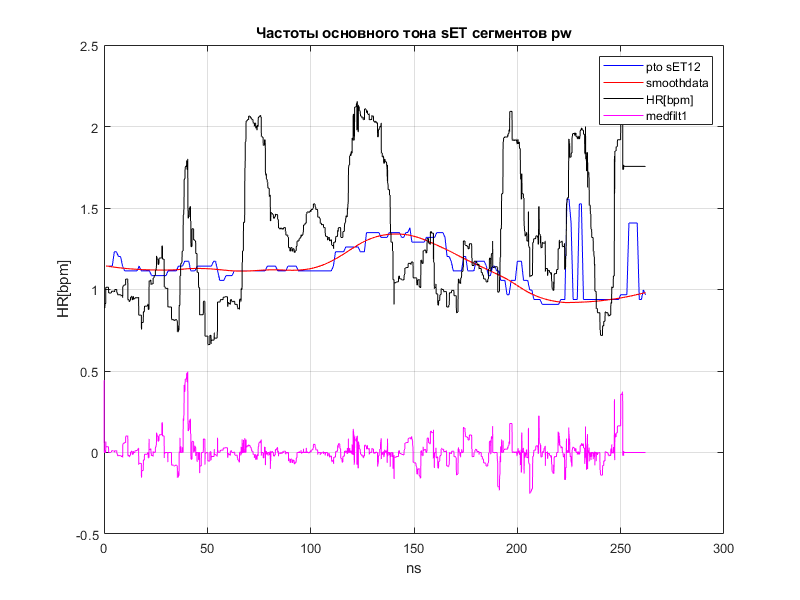 Частоты основного тона sET сегментов pw
pto sET12
smoothdata
HR[bpm]
medfilt1
HR[bpm]
2.5
2
1.5
1
0.5
0
-0.5
0 50 100 150 200 250 300
ns